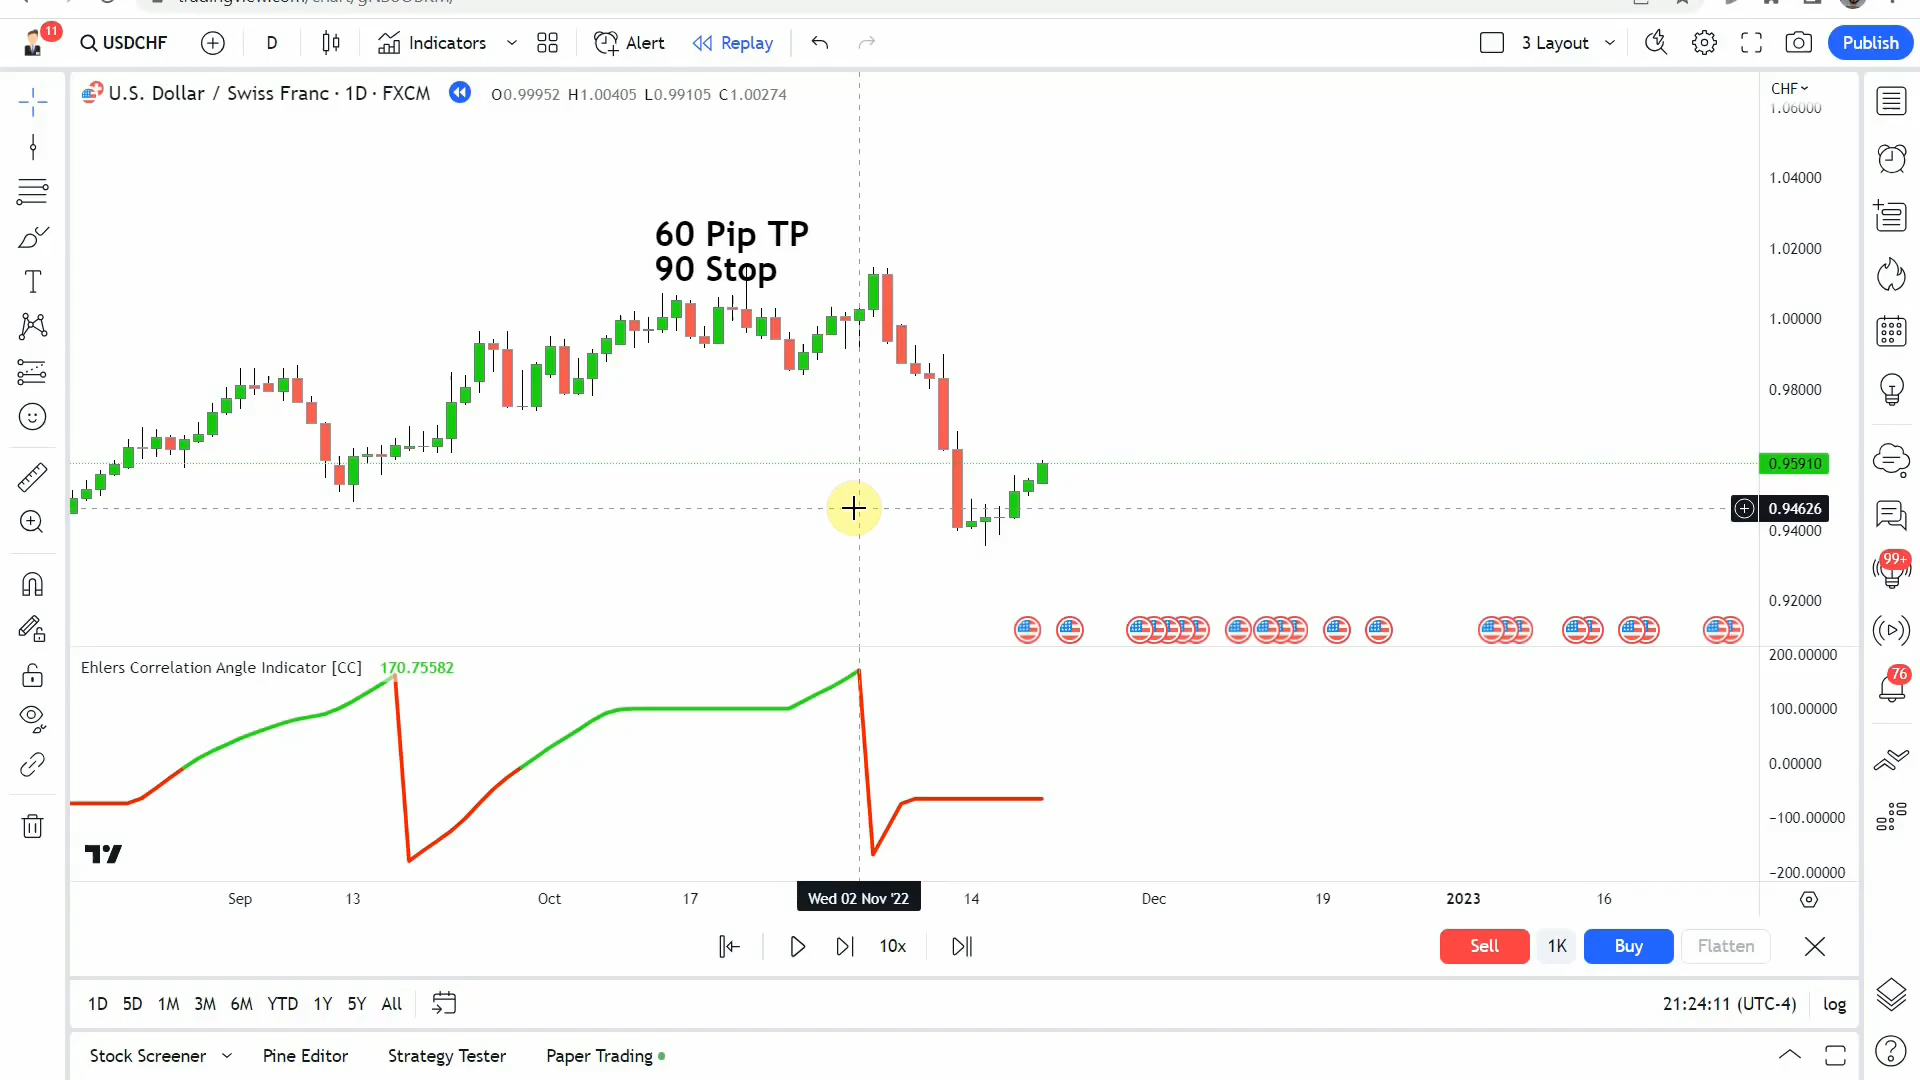 11
USDCHF
D
Indicators
Alert
Replay
3 Layout
Publish
U.S. Dollar / Swiss Franc · 1D · FXCM
O0.99952 H1.00405 L0.99105 C1.00274
CHF
1.06000
1.04000
60 Pip TP
90 Stop
1.02000
1.00000
0.98000
0.95910
0.94626
0.94000
0.92000
99+
76
Ehlers Correlation Angle Indicator [CC] 170.75582
200.00000
100.00000
0.00000
−100.00000
−200.00000
Sep 13 Oct 17 Wed 02 Nov '22 14 Dec 19 2023 16
10x
Sell 1K Buy Flatten
1D 5D 1M 3M 6M YTD 1Y 5Y All
21:24:11 (UTC-4) log
Stock Screener Pine Editor Strategy Tester Paper Trading